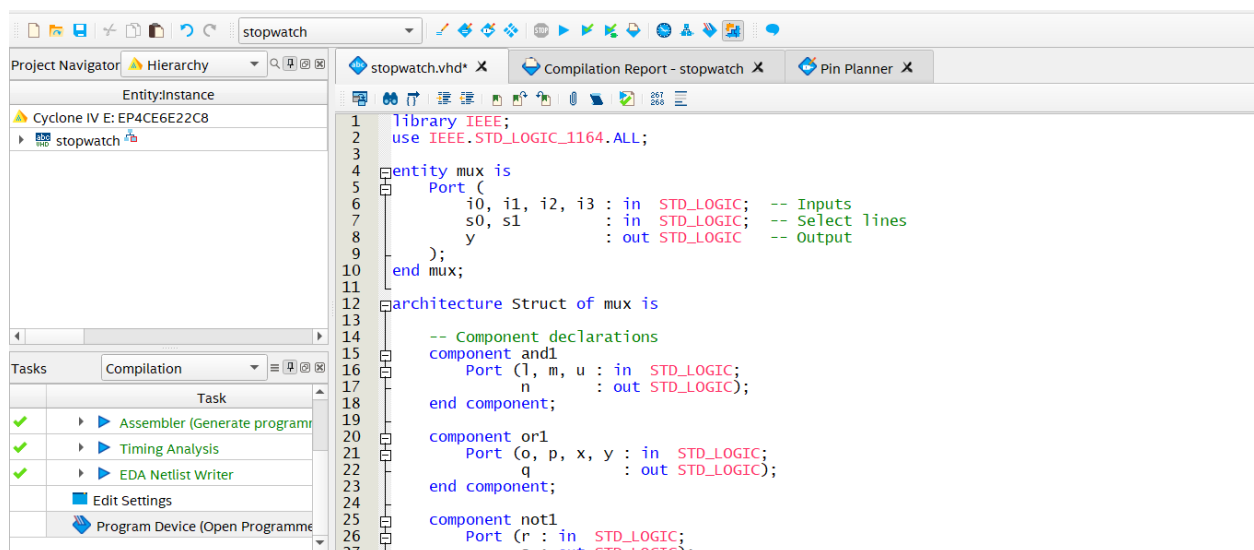 stopwatch
Project Navigator Hierarchy
Entity:Instance
Cyclone IV E: EP4CE6E22C8
stopwatch
Tasks Compilation
Task
Assembler (Generate programr
Timing Analysis
EDA Netlist Writer
Edit Settings
Program Device (Open Programme
stopwatch.vhd* Compilation Report - stopwatch Pin Planner
267
268
1 library IEEE;
2 use IEEE.STD_LOGIC_1164.ALL;
3
4 entity mux is
5 Port (
6 i0, i1, i2, i3 : in STD_LOGIC; -- Inputs
7 s0, s1 : in STD_LOGIC; -- Select lines
8 y : out STD_LOGIC -- Output
9 );
10 end mux;
11
12 architecture Struct of mux is
13
14 -- Component declarations
15 component and1
16 Port (l, m, u : in STD_LOGIC;
17 n : out STD_LOGIC);
18 end component;
19
20 component or1
21 Port (o, p, x, y : in STD_LOGIC;
22 q : out STD_LOGIC);
23 end component;
24
25 component not1
26 Port (r : in STD_LOGIC;